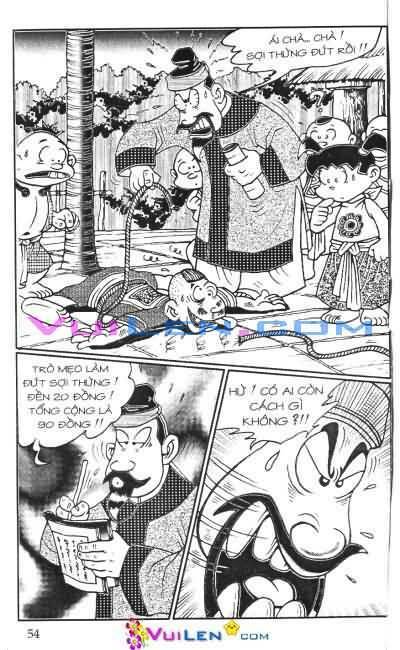 ÁI CHÀ... CHÀ!
SỢI THỪNG ĐỨT RỒI!!
?
VuiLen.com
TRÒ MẸO LÀM
ĐỨT SỢI THỪNG!
ĐỀN 20 ĐỒNG!
TỔNG CỘNG LÀ
90 ĐỒNG!!
HỪ! CÓ AI CÒN
CÁCH GÌ
KHÔNG?!!
54
VuiLen.com